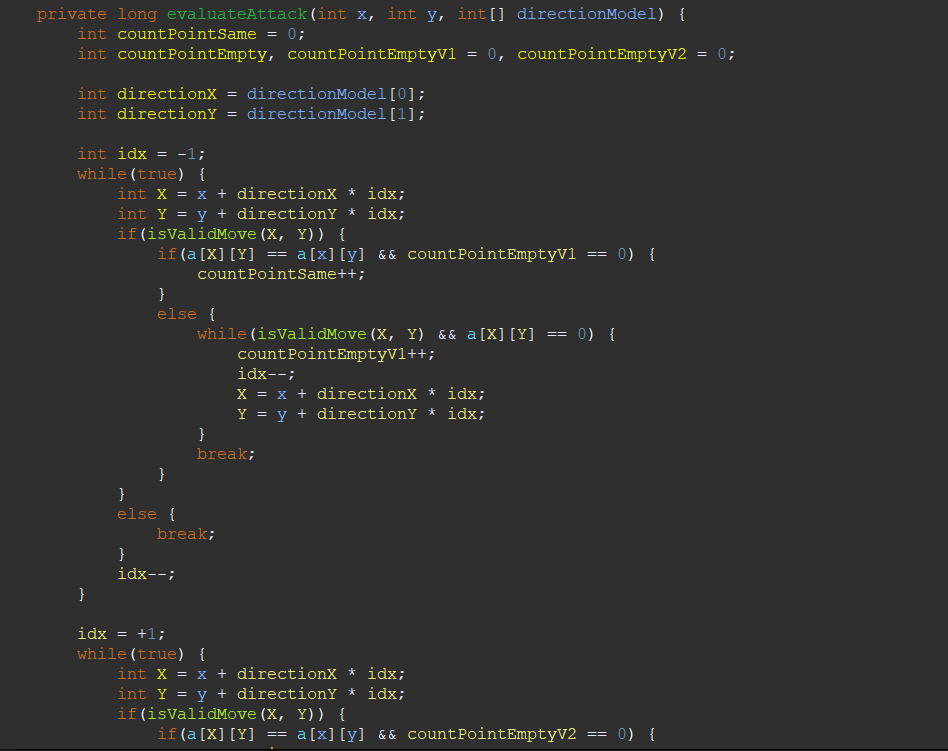 private long evaluateAttack(int x, int y, int[] directionModel) {
    int countPointSame = 0;
    int countPointEmpty, countPointEmptyV1 = 0, countPointEmptyV2 = 0;

    int directionX = directionModel[0];
    int directionY = directionModel[1];

    int idx = -1;
    while(true) {
        int X = x + directionX * idx;
        int Y = y + directionY * idx;
        if(isValidMove(X, Y)) {
            if(a[X][Y] == a[x][y] && countPointEmptyV1 == 0) {
                countPointSame++;
            }
            else {
                while(isValidMove(X, Y) && a[X][Y] == 0) {
                    countPointEmptyV1++;
                    idx--;
                    X = x + directionX * idx;
                    Y = y + directionY * idx;
                }
                break;
            }
        }
        else {
            break;
        }
        idx--;
    }

    idx = +1;
    while(true) {
        int X = x + directionX * idx;
        int Y = y + directionY * idx;
        if(isValidMove(X, Y)) {
            if(a[X][Y] == a[x][y] && countPointEmptyV2 == 0) {